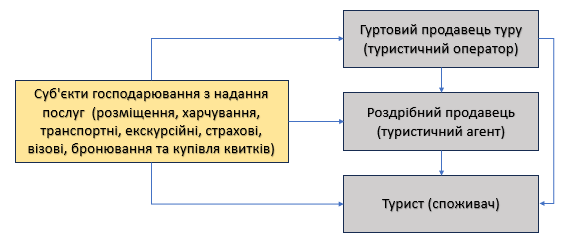 Гуртовий продавець туру
(туристичний оператор)
Суб'єкти господарювання з надання
послуг (розміщення, харчування,
транспортні, екскурсійні, страхові,
візові, бронювання та купівля квитків)
Роздрібний продавець
(туристичний агент)
Турист (споживач)